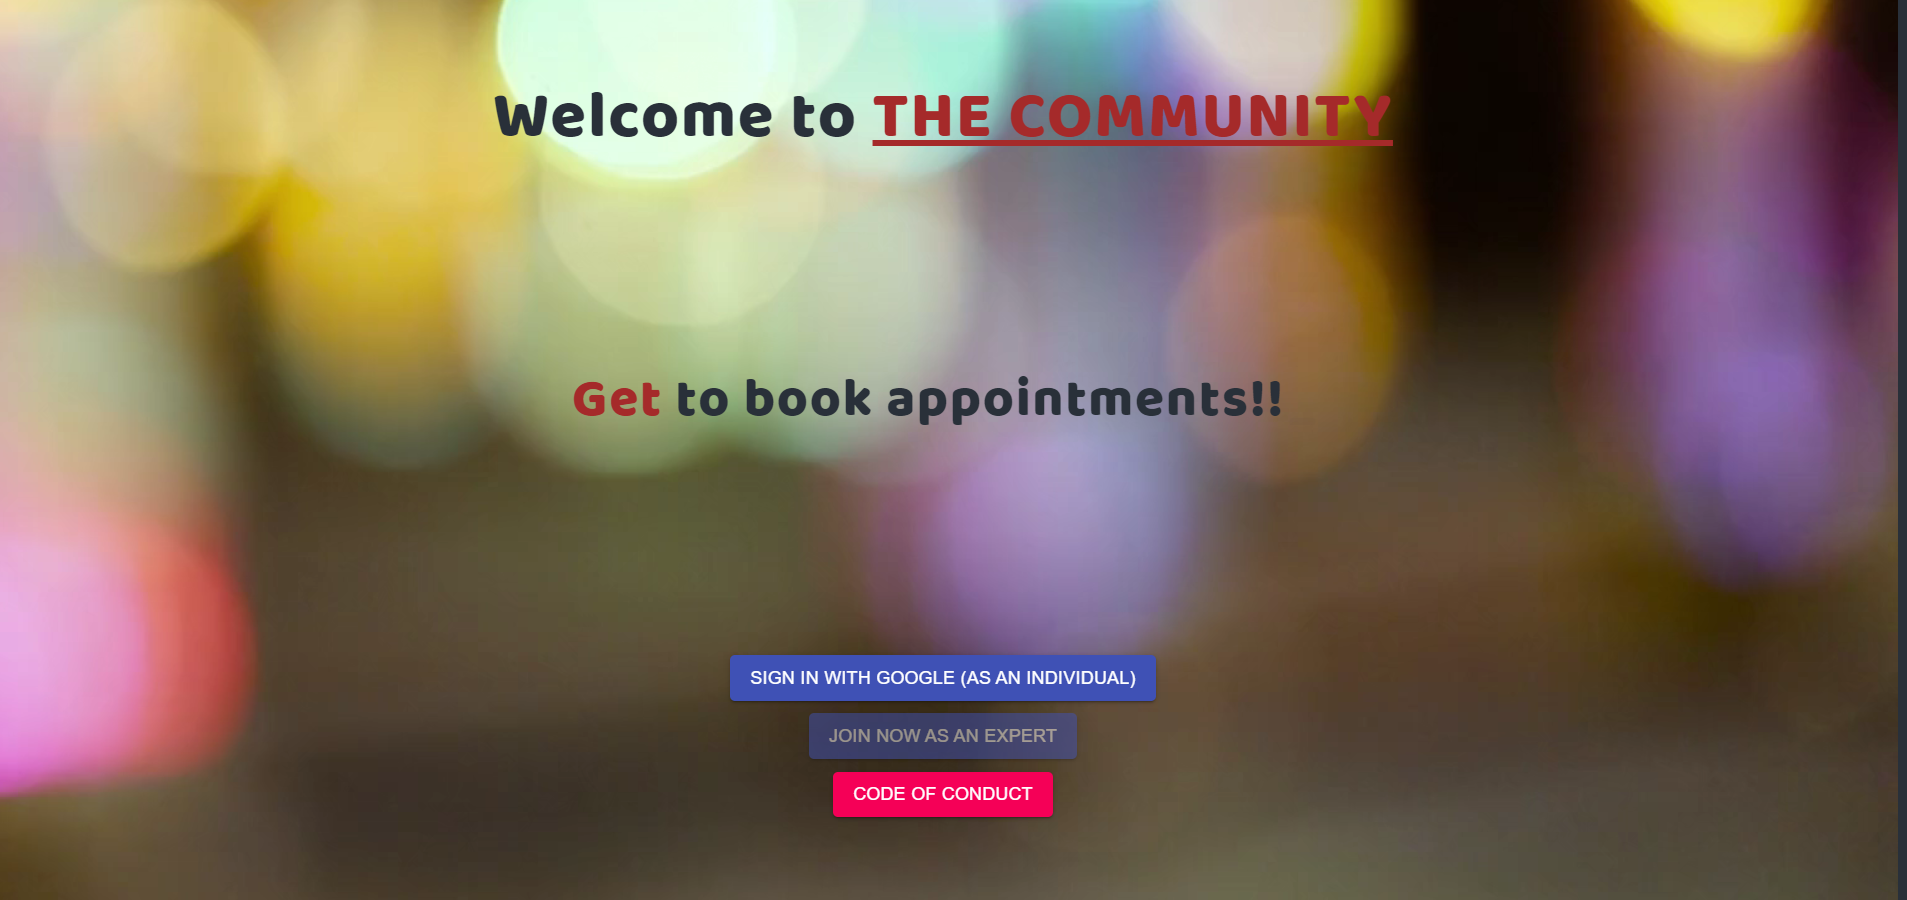 Welcome to THE COMMUNITY
Get to book appointments!!
SIGN IN WITH GOOGLE (AS AN INDIVIDUAL)
JOIN NOW AS AN EXPERT
CODE OF CONDUCT